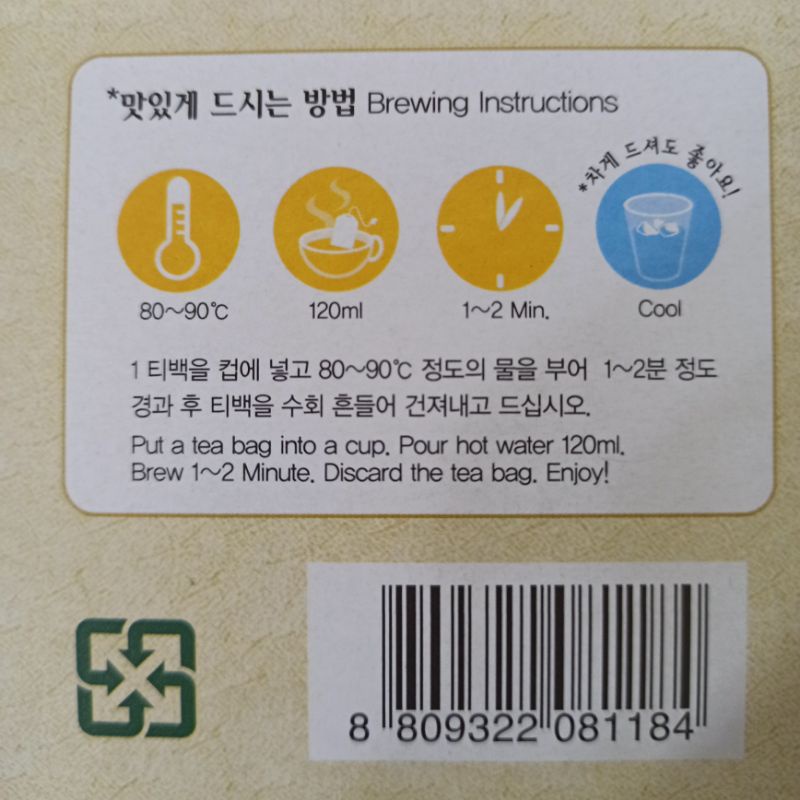 *맛있게 드시는 방법 Brewing Instructions
*차게 드셔도 좋아요!
80~90℃ 120ml 1~2 Min. Cool
1 티백을 컵에 넣고 80~90℃ 정도의 물을 부어 1~2분 정도
경과 후 티백을 수회 흔들어 건져내고 드십시오.
Put a tea bag into a cup. Pour hot water 120ml.
Brew 1~2 Minute. Discard the tea bag. Enjoy!
8 809322 081184